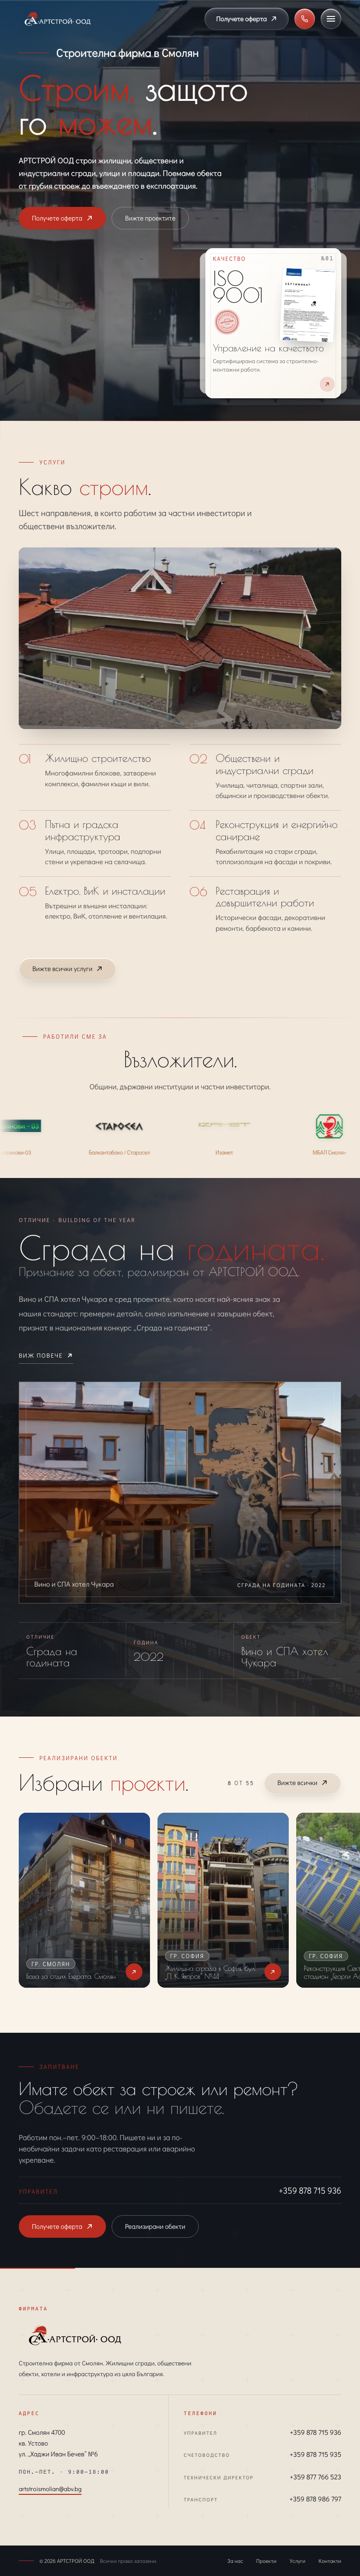 АРТСТРОЙ· ООД
Получете оферта
Строителна фирма в Смолян
Строим, защото
го можем.
АРТСТРОЙ ООД строи жилищни, обществени и
индустриални сгради, улици и площади. Поемаме обекта
от грубия строеж до въвеждането в експлоатация.
Получете оферта
Вижте проектите
КАЧЕСТВО
ISO
9001
СЕРТИФИКАТ
Управление на качеството
Сертифицирана система за строително-
монтажни работи.
УСЛУГИ
Какво строим.
Шест направления, в които работим за частни инвеститори и
обществени възложители.
01 Жилищно строителство
Многофамилни блокове, затворени
комплекси, фамилни къщи и вили.
02 Обществени и
индустриални сгради
Училища, читалища, спортни зали,
общински и производствени обекти.
03 Пътна и градска
инфраструктура
Улици, площади, тротоари, подпорни
стени и укрепване на свлачища.
04 Реконструкция и енергийно
саниране
Рехабилитация на стари сгради,
топлоизолация на фасади и покриви.
05 Електро, ВиК и инсталации
Вътрешни и външни инсталации:
електро, ВиК, отопление и вентилация.
06 Реставрация и
довършителни работи
Исторически фасади, декоративни
ремонти, барбекюта и камини.
Вижте всички услуги
РАБОТИЛИ СМЕ ЗА
Възложители.
Общини, държавни институции и частни инвеститори.
СТАРОСЕЛ
Балкантабако / Старосел
МБАЛ Смолян
ОТЛИЧИЕ · BUILDING OF THE YEAR
Сграда на годината.
Признание за обект, реализиран от АРТСТРОЙ ООД.
Вино и СПА хотел Чукара е сред проектите, които носят най-ясния знак за
нашия стандарт: премерен детайл, силно изпълнение и завършен обект,
признат в националния конкурс „Сграда на годината“.
ВИЖ ПОВЕЧЕ
Вино и СПА хотел Чукара
СГРАДА НА ГОДИНАТА · 2022
ОТЛИЧИЕ
Сграда на
годината
ГОДИНА
2022
ОБЕКТ
Вино и СПА хотел
Чукара
РЕАЛИЗИРАНИ ОБЕКТИ
Избрани проекти.
8 ОТ 55
Вижте всички
ГР. СМОЛЯН
База за отдих Езерата, Смолян
ГР. СОФИЯ
Жилищна сграда в София, бул.
ГР. СОФИЯ
Реконструкция Сект
ЗАПИТВАНЕ
Имате обект за строеж или ремонт?
Обадете се или ни пишете.
Работим пон.–пет. 9:00–18:00. Пишете ни и за по-
необичайни задачи като реставрация или аварийно
укрепване.
УПРАВИТЕЛ
+359 878 715 936
Получете оферта
Реализирани обекти
ФИРМАТА
АРТСТРОЙ· ООД
Строителна фирма от Смолян. Жилищни сгради, обществени
обекти, хотели и инфраструктура из цяла България.
АДРЕС
гр. Смолян 4700
кв. Устово
ул. „Хаджи Иван Бечев“ №6
ПОН.–ПЕТ. · 9:00–18:00
artstroismolian@abv.bg
ТЕЛЕФОНИ
УПРАВИТЕЛ +359 878 715 936
СЧЕТОВОДСТВО +359 878 715 935
ТЕХНИЧЕСКИ ДИРЕКТОР +359 877 766 523
ТРАНСПОРТ +359 878 986 797
© 2026 АРТСТРОЙ ООД Всички права запазени.
За нас
Проекти
Услуги
Контакти